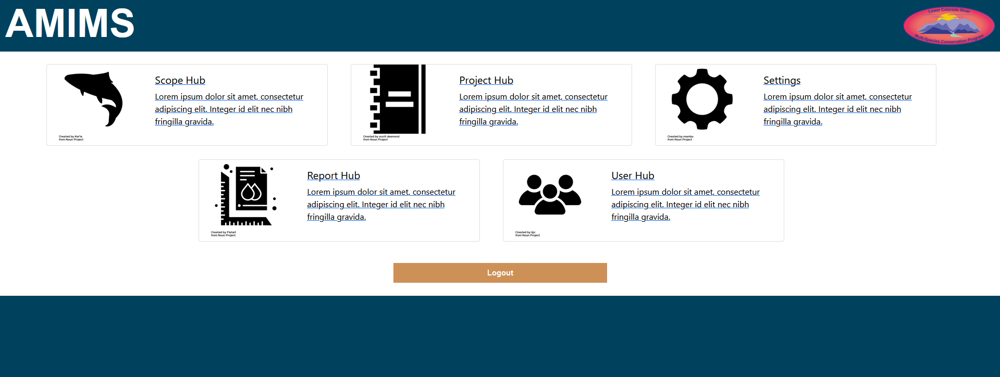 AMIMS
Lower Colorado River
Multi-Species Conservation Program
Scope Hub
Lorem ipsum dolor sit amet, consectetur
adipiscing elit. Integer id elit nec nibh
fringilla gravida.
Created by Ker'is
from Noun Project
Project Hub
Lorem ipsum dolor sit amet, consectetur
adipiscing elit. Integer id elit nec nibh
fringilla gravida.
Created by scott desmond
from Noun Project
Settings
Lorem ipsum dolor sit amet, consectetur
adipiscing elit. Integer id elit nec nibh
fringilla gravida.
Created by mambu
from Noun Project
Report Hub
Lorem ipsum dolor sit amet, consectetur
adipiscing elit. Integer id elit nec nibh
fringilla gravida.
Created by Flatart
from Noun Project
User Hub
Lorem ipsum dolor sit amet, consectetur
adipiscing elit. Integer id elit nec nibh
fringilla gravida.
Created by lipi
from Noun Project
Logout